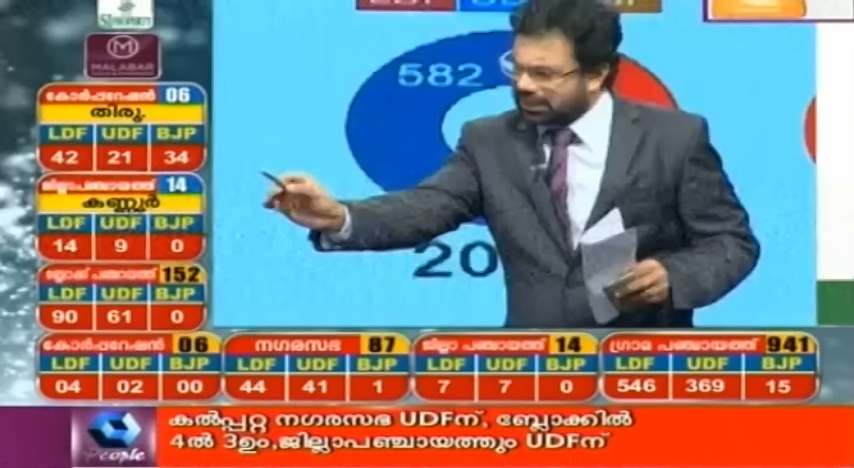 SI PROPERTY
M
MALABAR
കോർപ്പറേഷൻ 06
തിരു.
LDF UDF BJP
42 21 34
ജില്ലാപഞ്ചായത്ത് 14
കണ്ണൂർ
LDF UDF BJP
14 9 0
ബ്ലോക്ക് പഞ്ചായത്ത് 152
LDF UDF BJP
90 61 0
582
20
കോർപ്പറേഷൻ 06
LDF UDF BJP
04 02 00
നഗരസഭ 87
LDF UDF BJP
44 41 1
ജില്ലാ പഞ്ചായത്ത് 14
LDF UDF BJP
7 7 0
ഗ്രാമ പഞ്ചായത്ത് 941
LDF UDF BJP
546 369 15
People
കൽപ്പറ്റ നഗരസഭ UDFന്, ബ്ലോക്കിൽ
4ൽ 3ഉം,ജില്ലാപഞ്ചായത്തും UDFന്